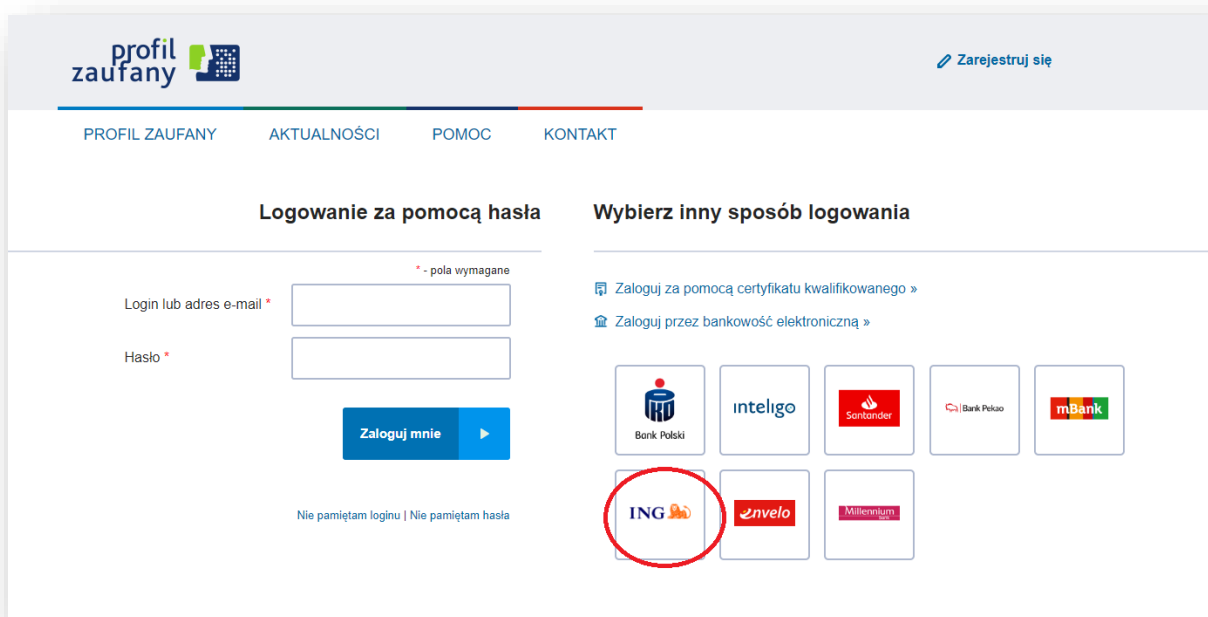 profil
zaufany
Zarejestruj się
PROFIL ZAUFANY AKTUALNOŚCI POMOC KONTAKT
Logowanie za pomocą hasła
* - pola wymagane
Login lub adres e-mail *
Hasło *
Zaloguj mnie
Nie pamiętam loginu | Nie pamiętam hasła
Wybierz inny sposób logowania
Zaloguj za pomocą certyfikatu kwalifikowanego »
Zaloguj przez bankowość elektroniczną »
PKO
Bank Polski
inteligo
Santander
Bank Pekao
mBank
ING
envelo
Millennium
bank